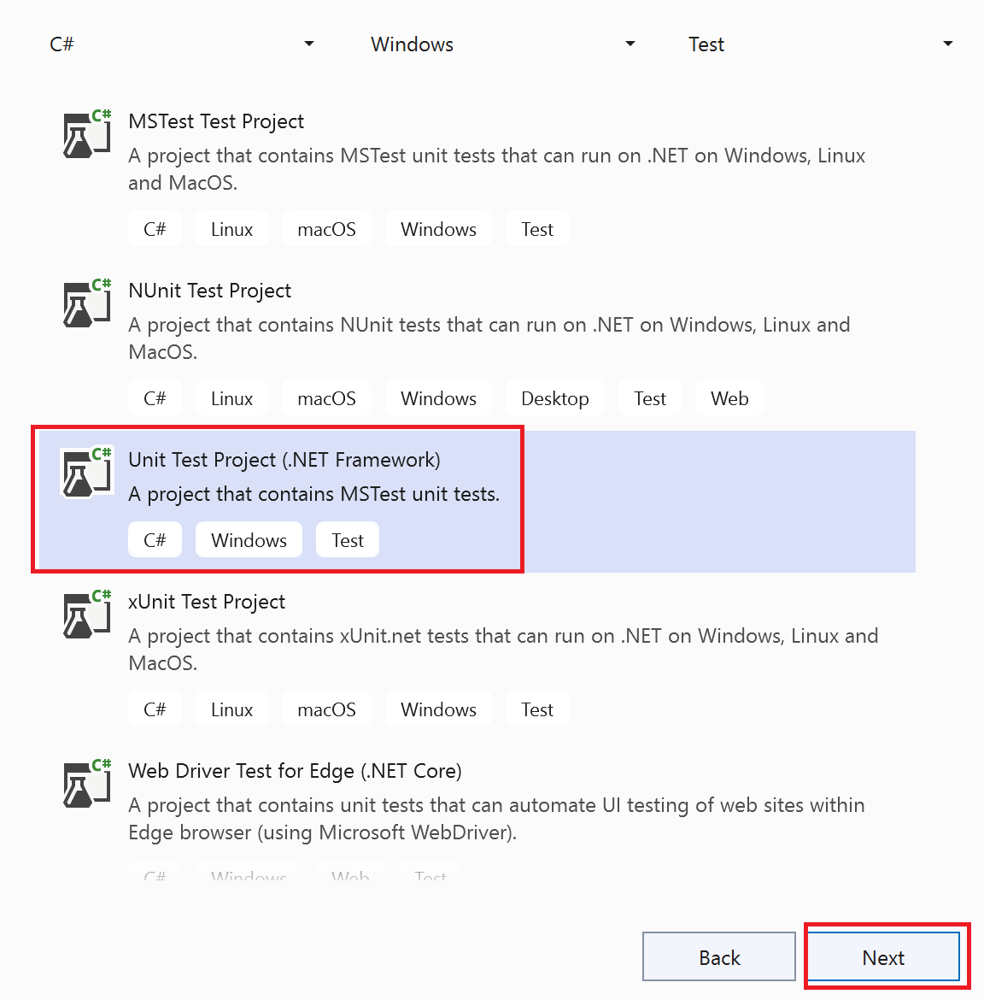 C# Windows Test
C#
MSTest Test Project
A project that contains MSTest unit tests that can run on .NET on Windows, Linux
and MacOS.
C# Linux macOS Windows Test
C#
NUnit Test Project
A project that contains NUnit tests that can run on .NET on Windows, Linux and
MacOS.
C# Linux macOS Windows Desktop Test Web
C#
Unit Test Project (.NET Framework)
A project that contains MSTest unit tests.
C# Windows Test
C#
xUnit Test Project
A project that contains xUnit.net tests that can run on .NET on Windows, Linux and
MacOS.
C# Linux macOS Windows Test
C#
Web Driver Test for Edge (.NET Core)
A project that contains unit tests that can automate UI testing of web sites within
Edge browser (using Microsoft WebDriver).
C# Windows Web Test
Back Next